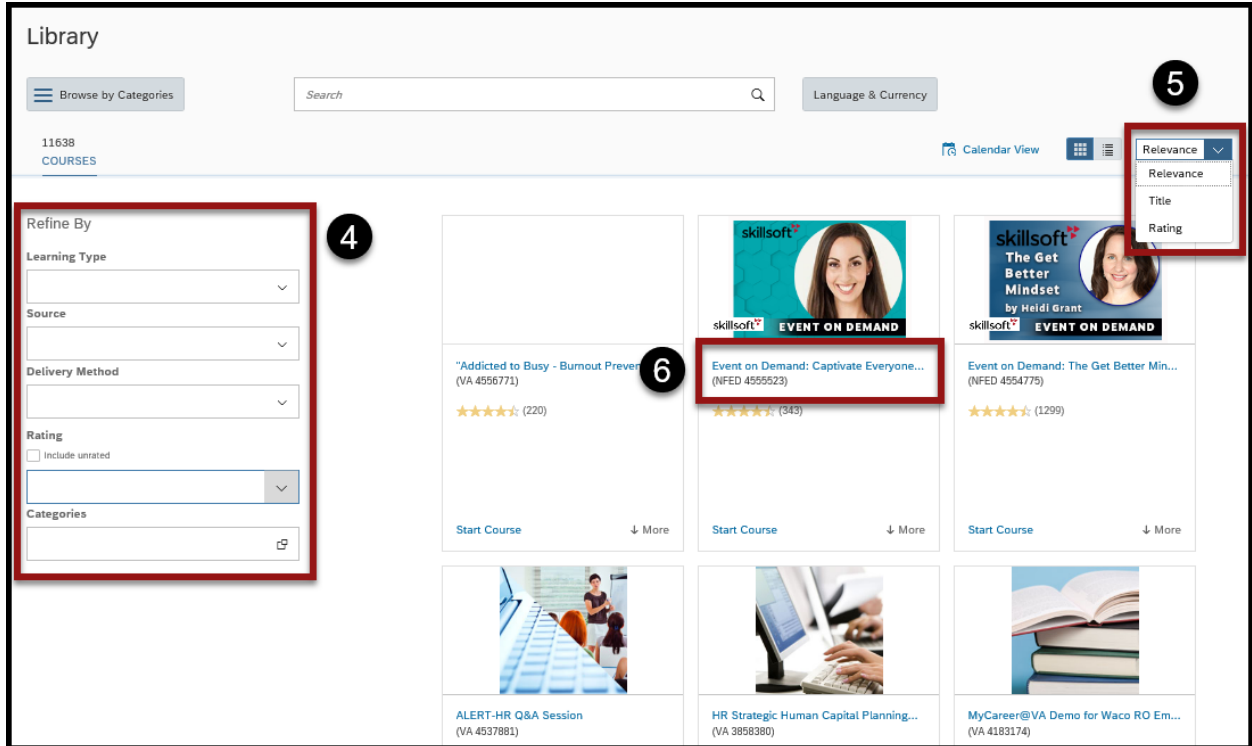 Library
5
Browse by Categories
Search
Language & Currency
11638
COURSES
Calendar View
Relevance
Relevance
Title
Rating
Refine By
4
Learning Type
Source
Delivery Method
Rating
Include unrated
Categories
skillsoft
skillsoft EVENT ON DEMAND
skillsoft
The Get
Better
Mindset
by Heidi Grant
skillsoft EVENT ON DEMAND
"Addicted to Busy - Burnout Preven
(VA 4556771)
(220)
6
Event on Demand: Captivate Everyone...
(NFED 4555523)
(343)
Event on Demand: The Get Better Min...
(NFED 4554775)
(1299)
Start Course
More
Start Course
More
Start Course
More
ALERT-HR Q&A Session
(VA 4537881)
HR Strategic Human Capital Planning...
(VA 3858380)
MyCareer@VA Demo for Waco RO Em...
(VA 4183174)